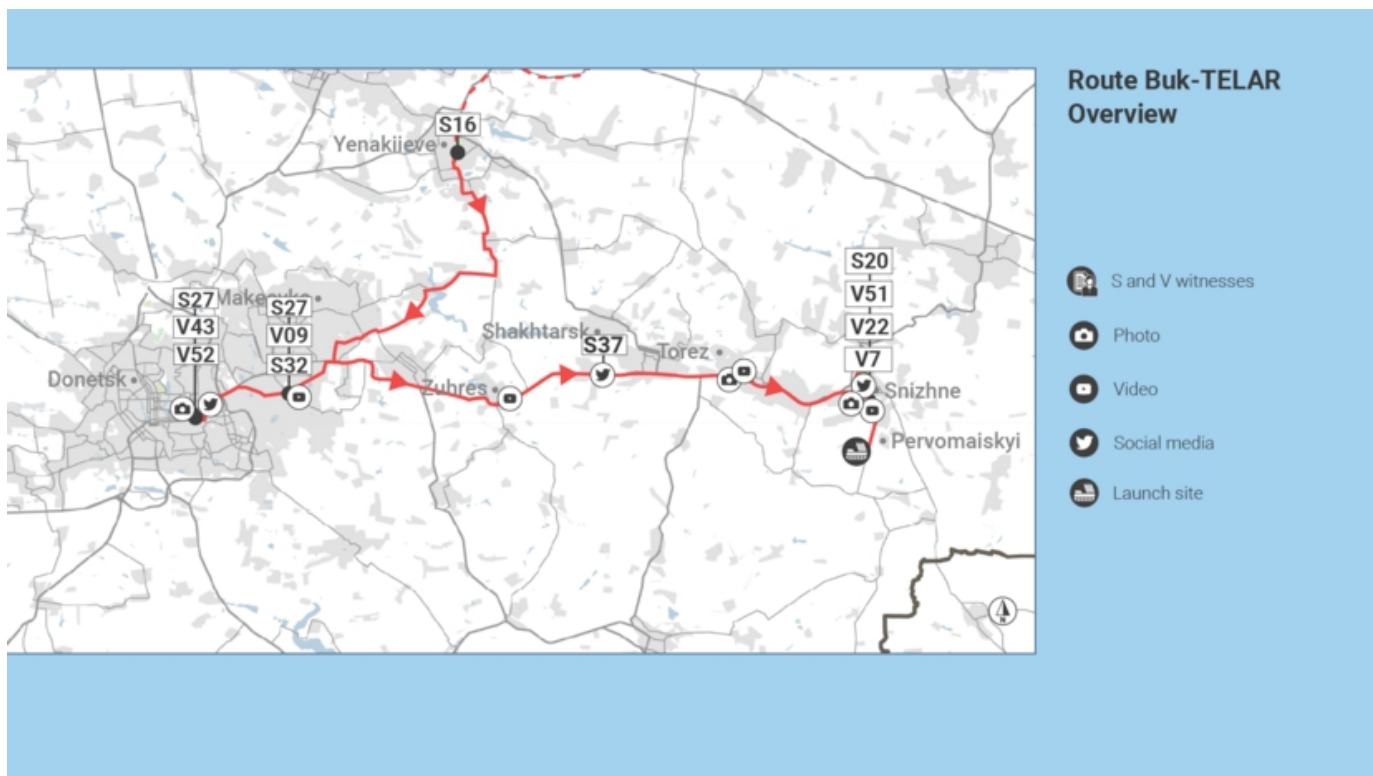 Route Buk-TELAR
Overview
S16
Yenakiieve
S20
V51
V22
V7
S27
Makeevka
S27
V43
V09
V52
S32
Shakhtarsk
S37
Torez
Donetsk
Zuhres
Snizhne
Pervomaiskyi
S and V witnesses
Photo
Video
Social media
Launch site
N